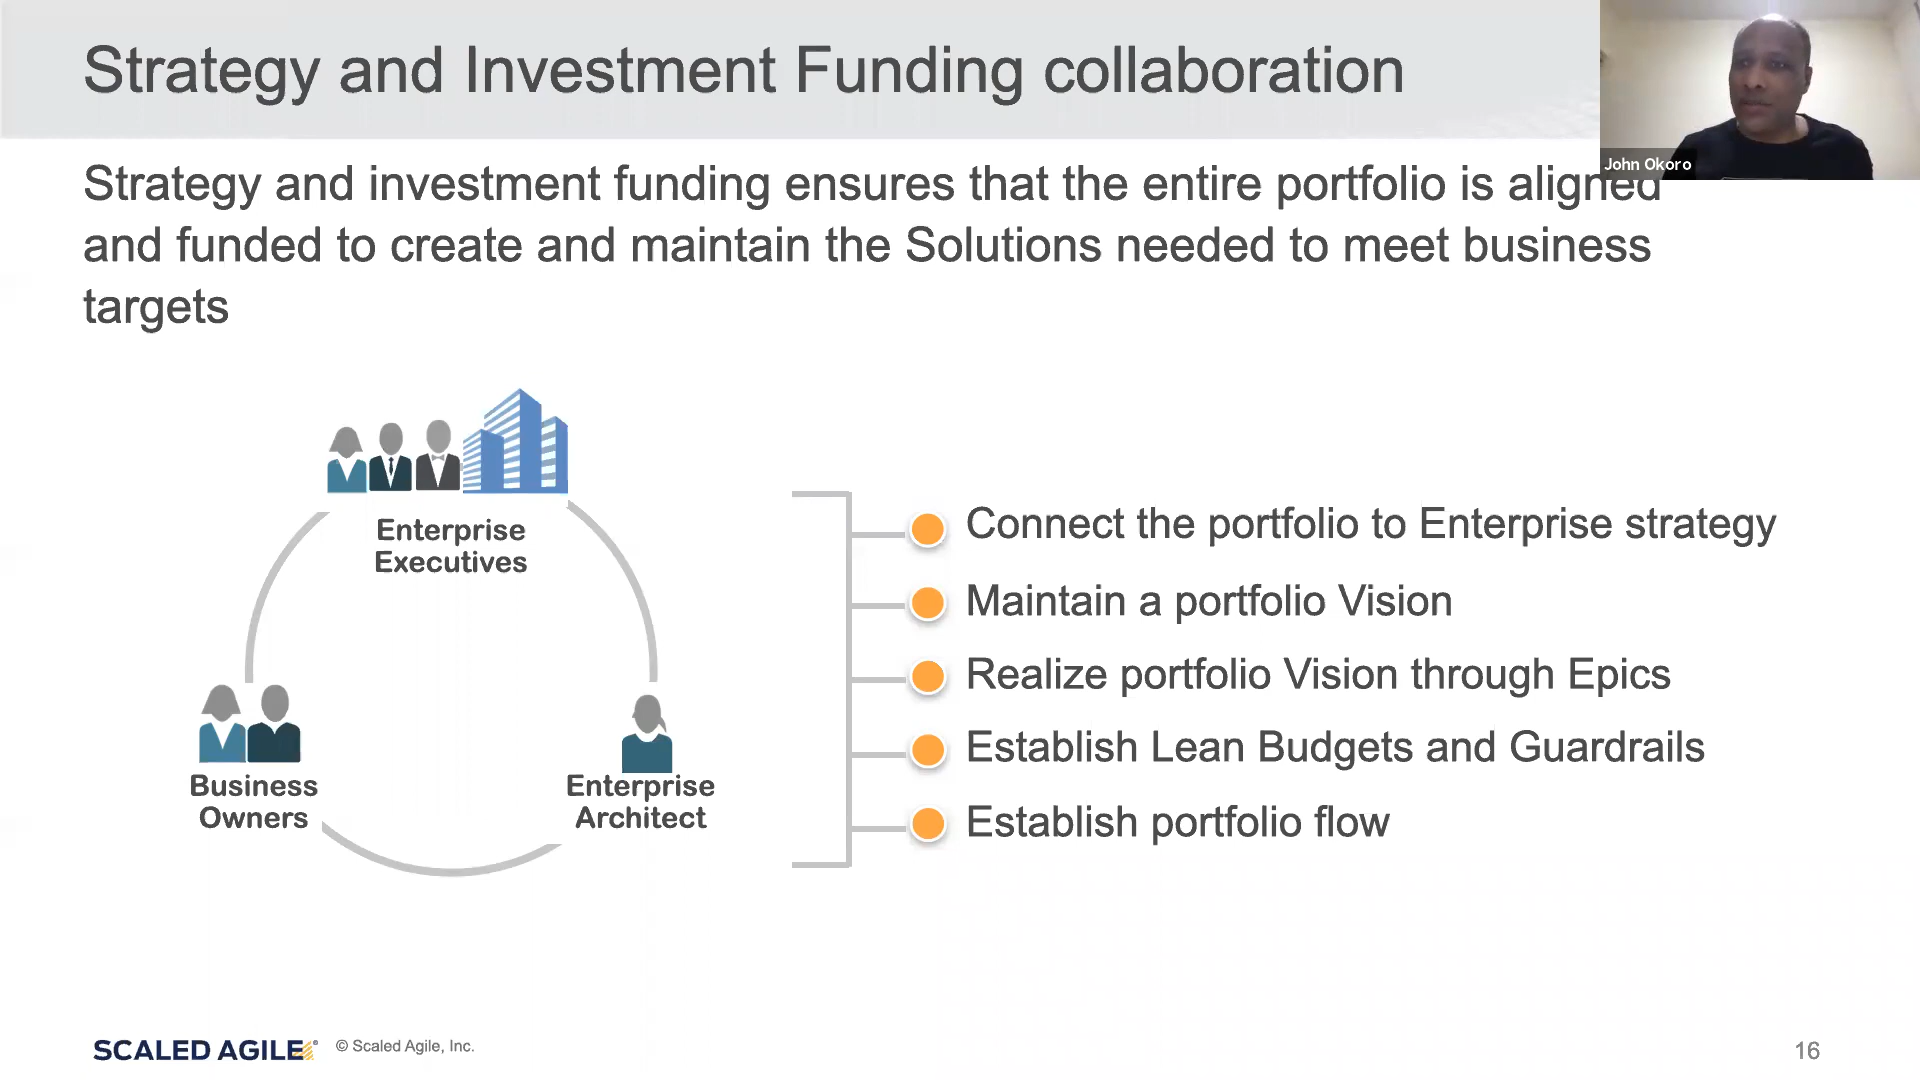 Strategy and Investment Funding collaboration
John Okoro
Strategy and investment funding ensures that the entire portfolio is aligned
and funded to create and maintain the Solutions needed to meet business
targets
Enterprise
Executives
Business
Owners
Enterprise
Architect
Connect the portfolio to Enterprise strategy
Maintain a portfolio Vision
Realize portfolio Vision through Epics
Establish Lean Budgets and Guardrails
Establish portfolio flow
SCALED AGILE® © Scaled Agile, Inc.
16